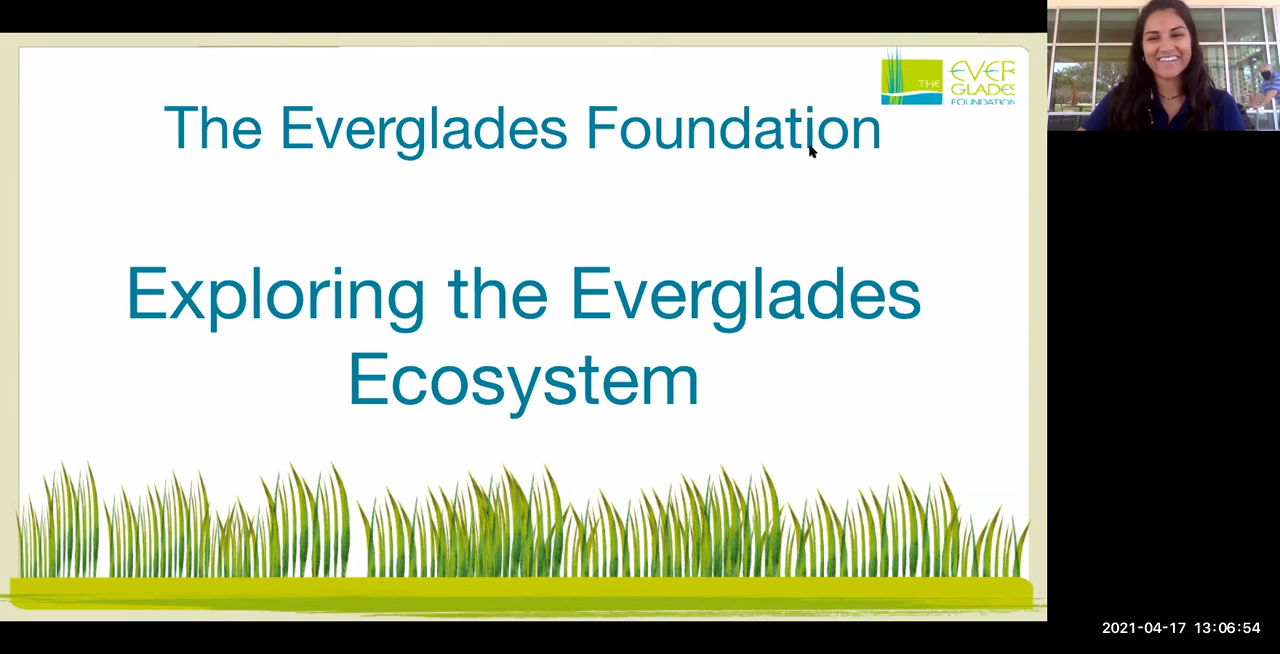 The Everglades Foundation
THE
EVER
GLADES
FOUNDATION
Exploring the Everglades
Ecosystem
2021-04-17 13:06:54